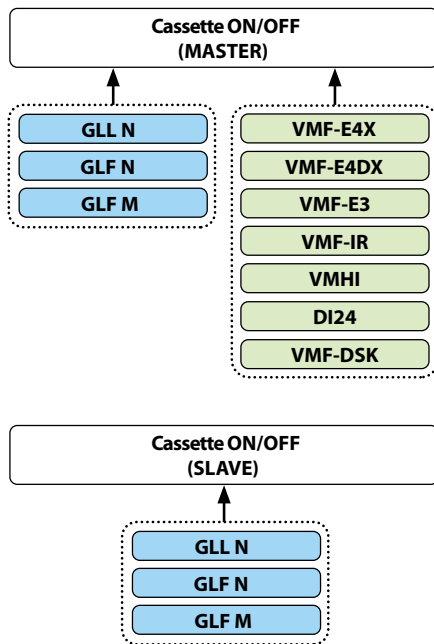 Cassette ON/OFF
(MASTER)
GLL N
GLF N
GLF M
VMF-E4X
VMF-E4DX
VMF-E3
VMF-IR
VMHI
DI24
VMF-DSK
Cassette ON/OFF
(SLAVE)
GLL N
GLF N
GLF M